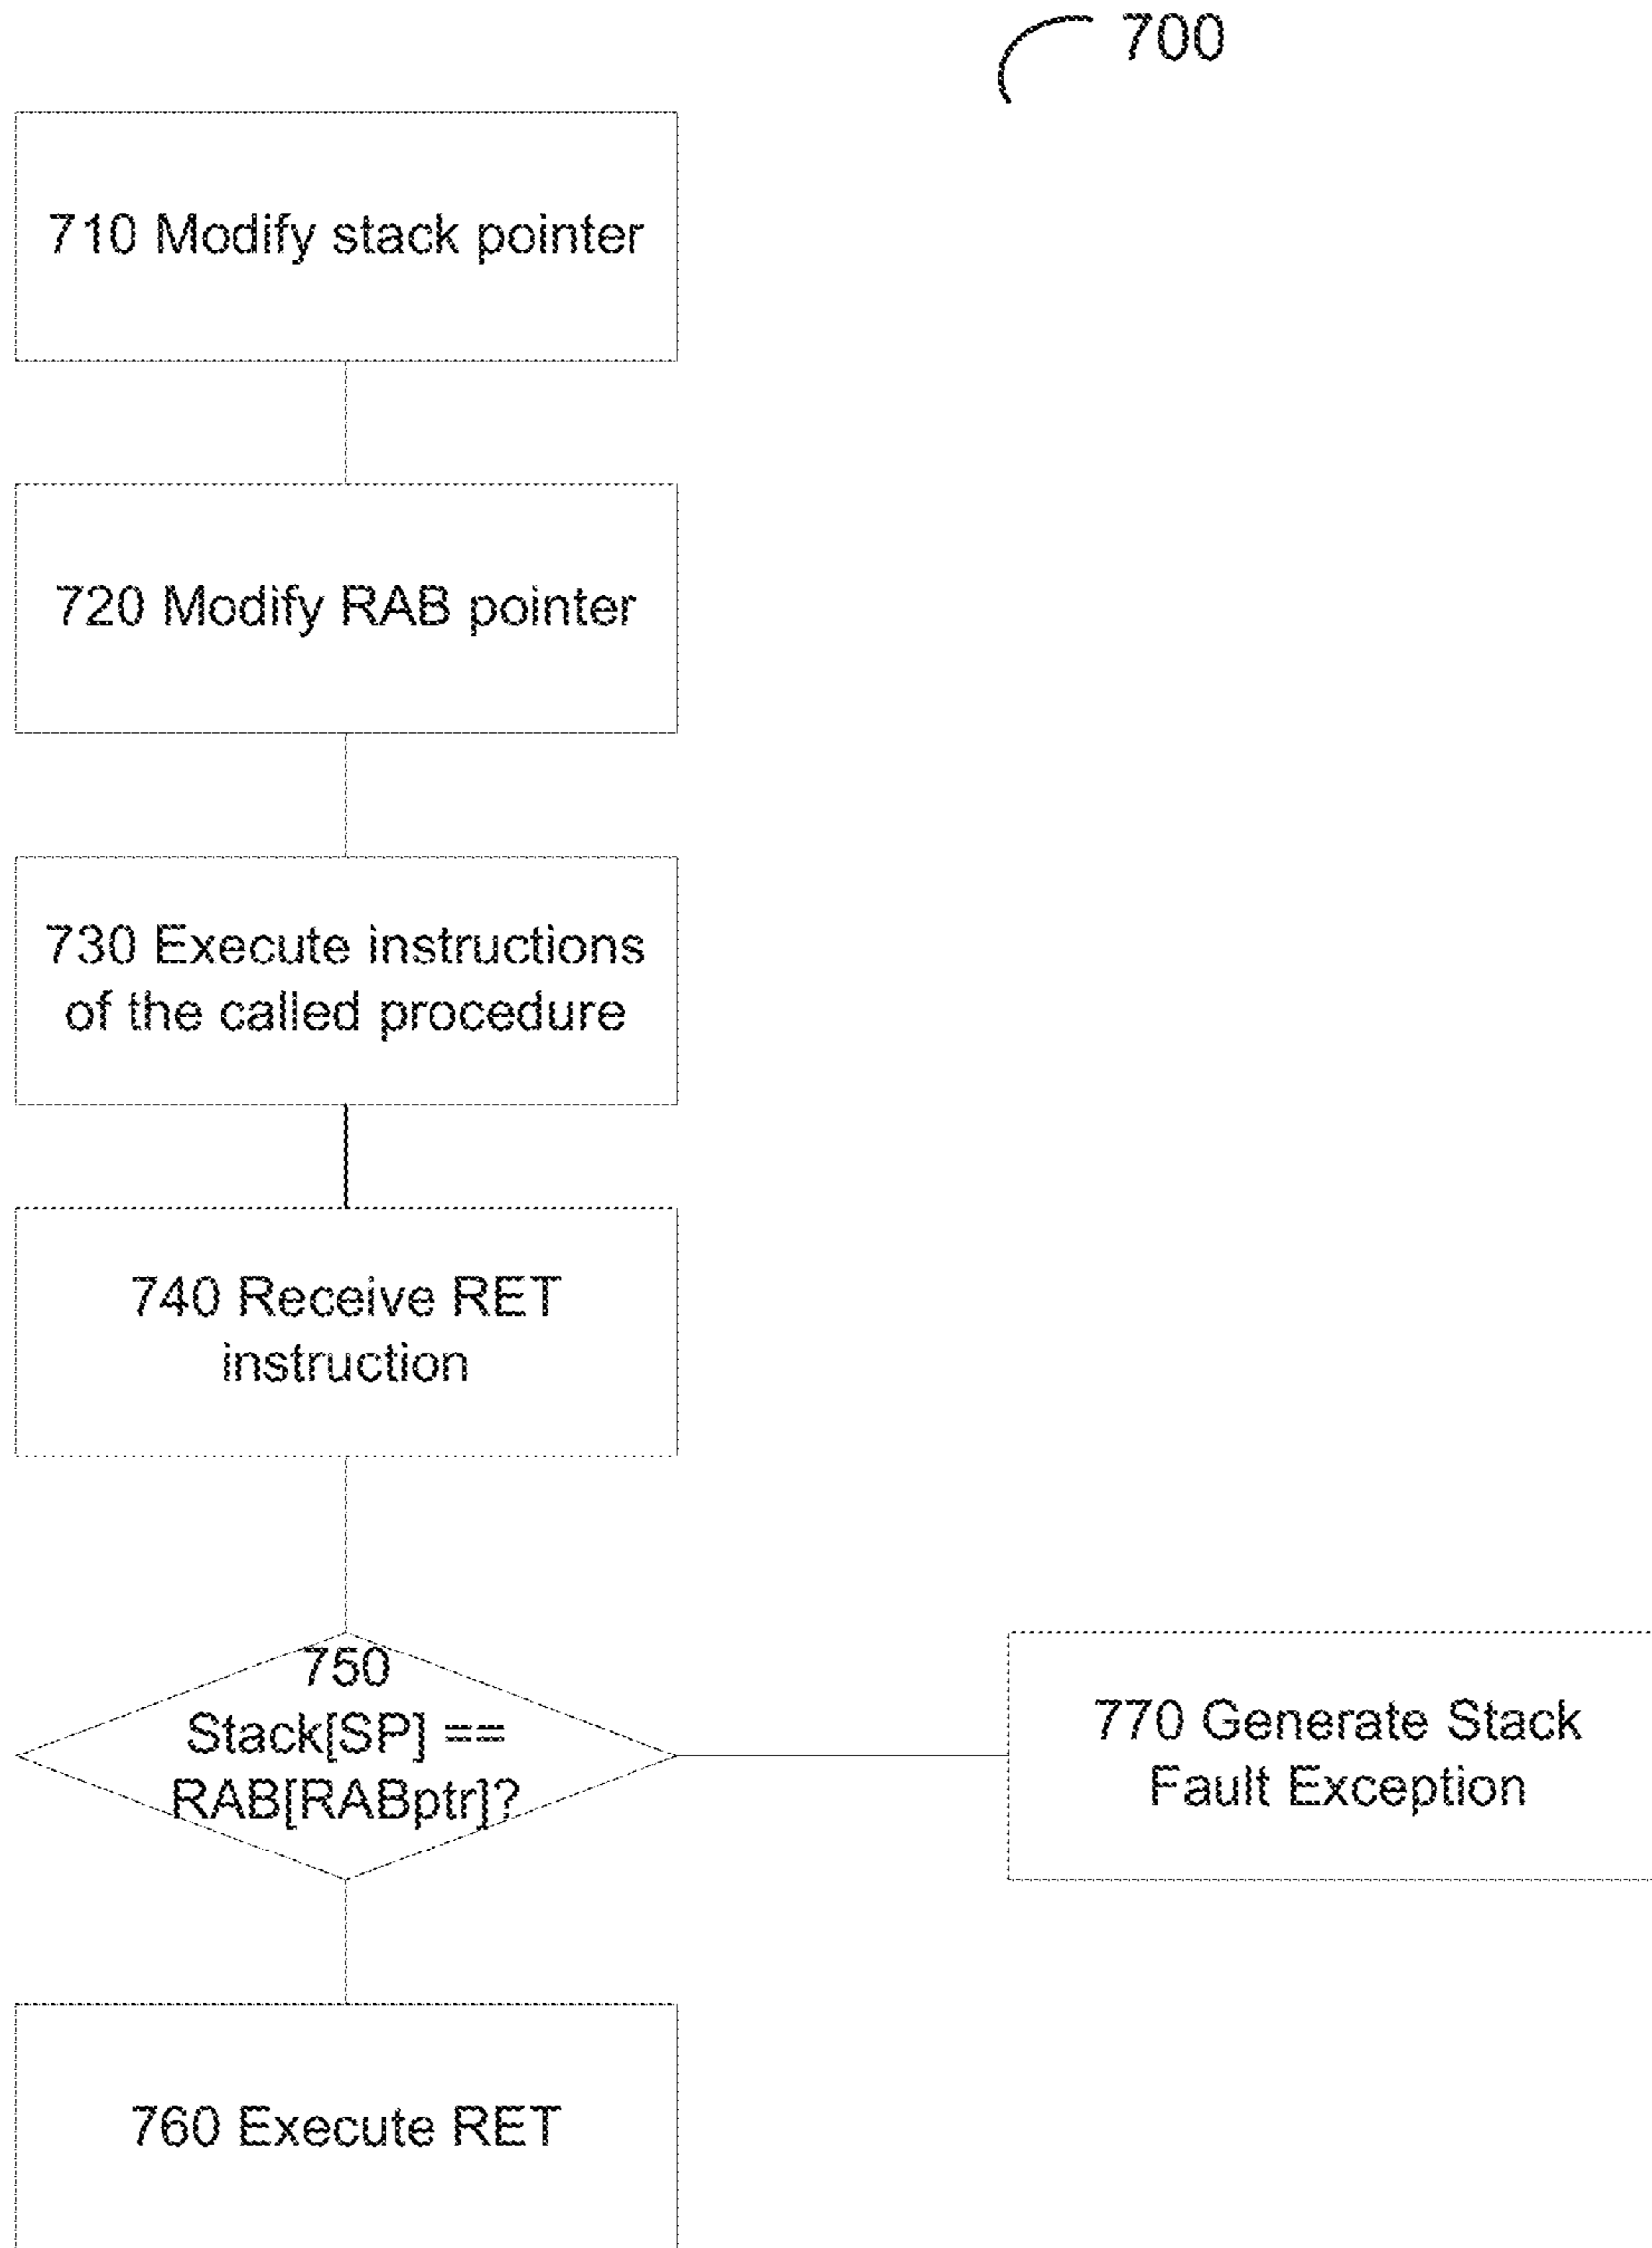 700
710 Modify stack pointer
720 Modify RAB pointer
730 Execute instructions
of the called procedure
740 Receive RET
instruction
750
Stack[SP] ==
RAB[RABptr]?
770 Generate Stack
Fault Exception
760 Execute RET